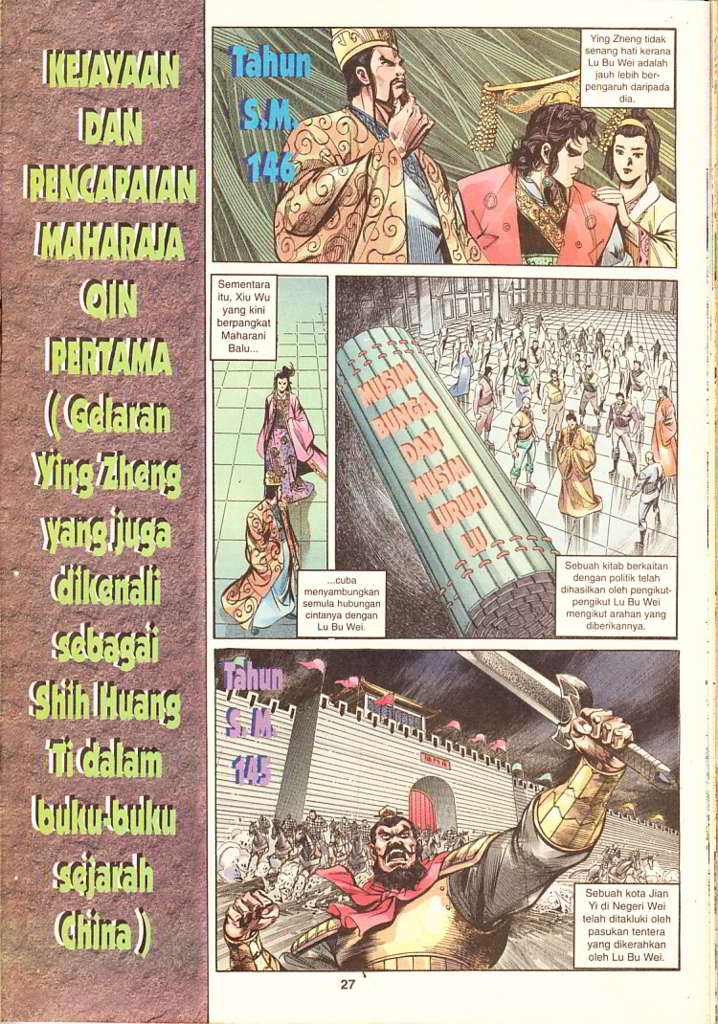 KEJAYAAN
DAN
PENCAPAIAN
MAHARAJA
QIN
PERTAMA
( Gelaran
Ying Zheng
yang juga
dikenali
sebagai
Shih Huang
Ti dalam
buku-buku
sejarah
China )
Tahun
S.M.
146
Ying Zheng tidak
senang hati kerana
Lu Bu Wei adalah
jauh lebih ber-
pengaruh daripada
dia.
Sementara
itu, Xiu Wu
yang kini
berpangkat
Maharani
Balu...
...cuba
menyambungkan
semula hubungan
cintanya dengan
Lu Bu Wei.
MUSIM
BUNGA
DAN
MUSIM
LURUH
LU
Sebuah kitab berkaitan
dengan politik telah
dihasilkan oleh pengikut-
pengikut Lu Bu Wei
mengikut arahan yang
diberikannya.
Tahun
S.M.
145
Sebuah kota Jian
Yi di Negeri Wei
telah ditakluki oleh
pasukan tentera
yang dikerahkan
oleh Lu Bu Wei.
27